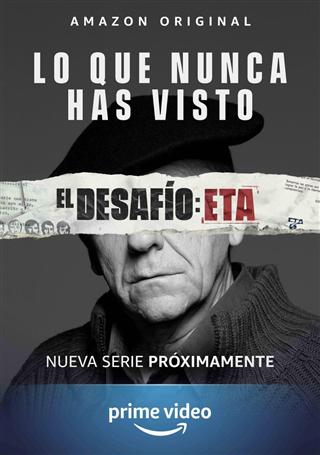 AMAZON ORIGINAL
LO QUE NUNCA
HAS VISTO
EL DESAFÍO: ETA
NUEVA SERIE PRÓXIMAMENTE
prime video